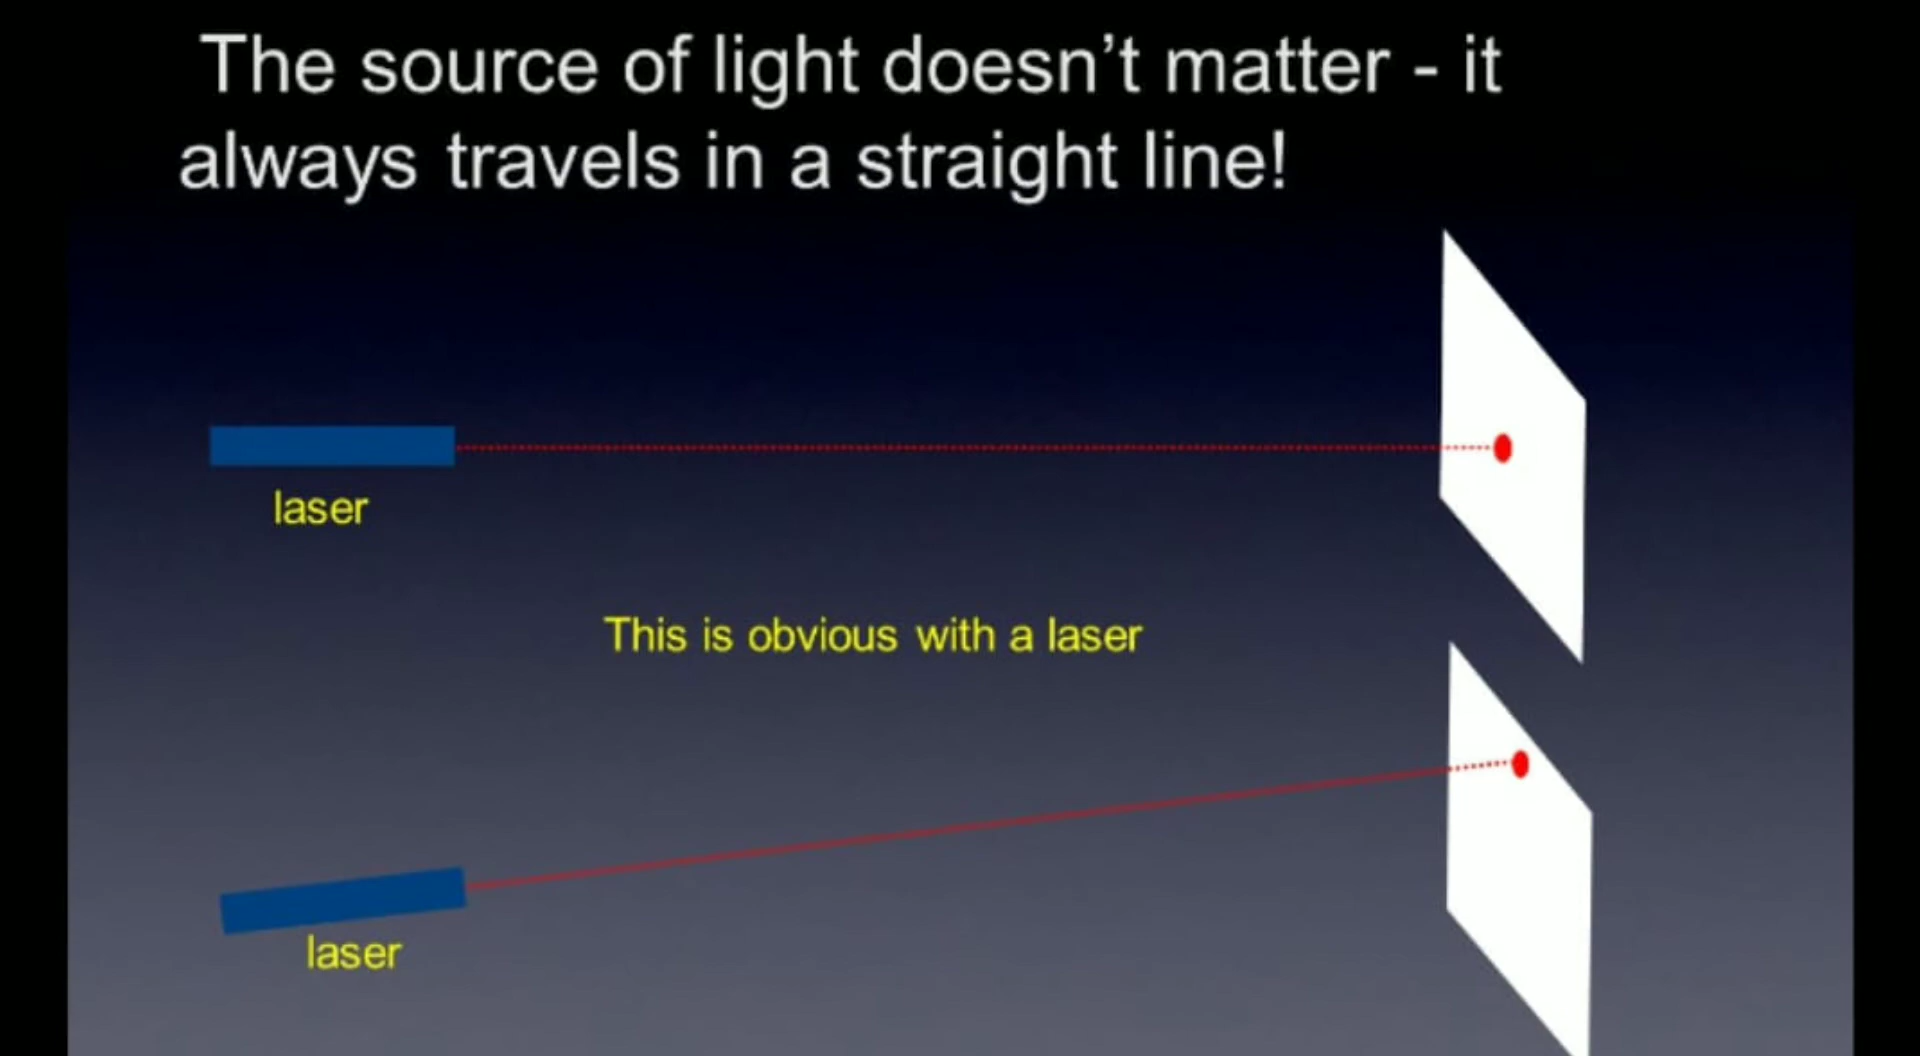 The source of light doesn’t matter - it
always travels in a straight line!
laser
This is obvious with a laser
laser